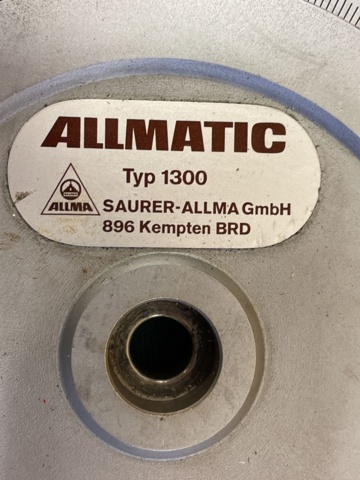 ALLMATIC
Typ 1300
ALLMA
SAURER-ALLMA GmbH
896 Kempten BRD